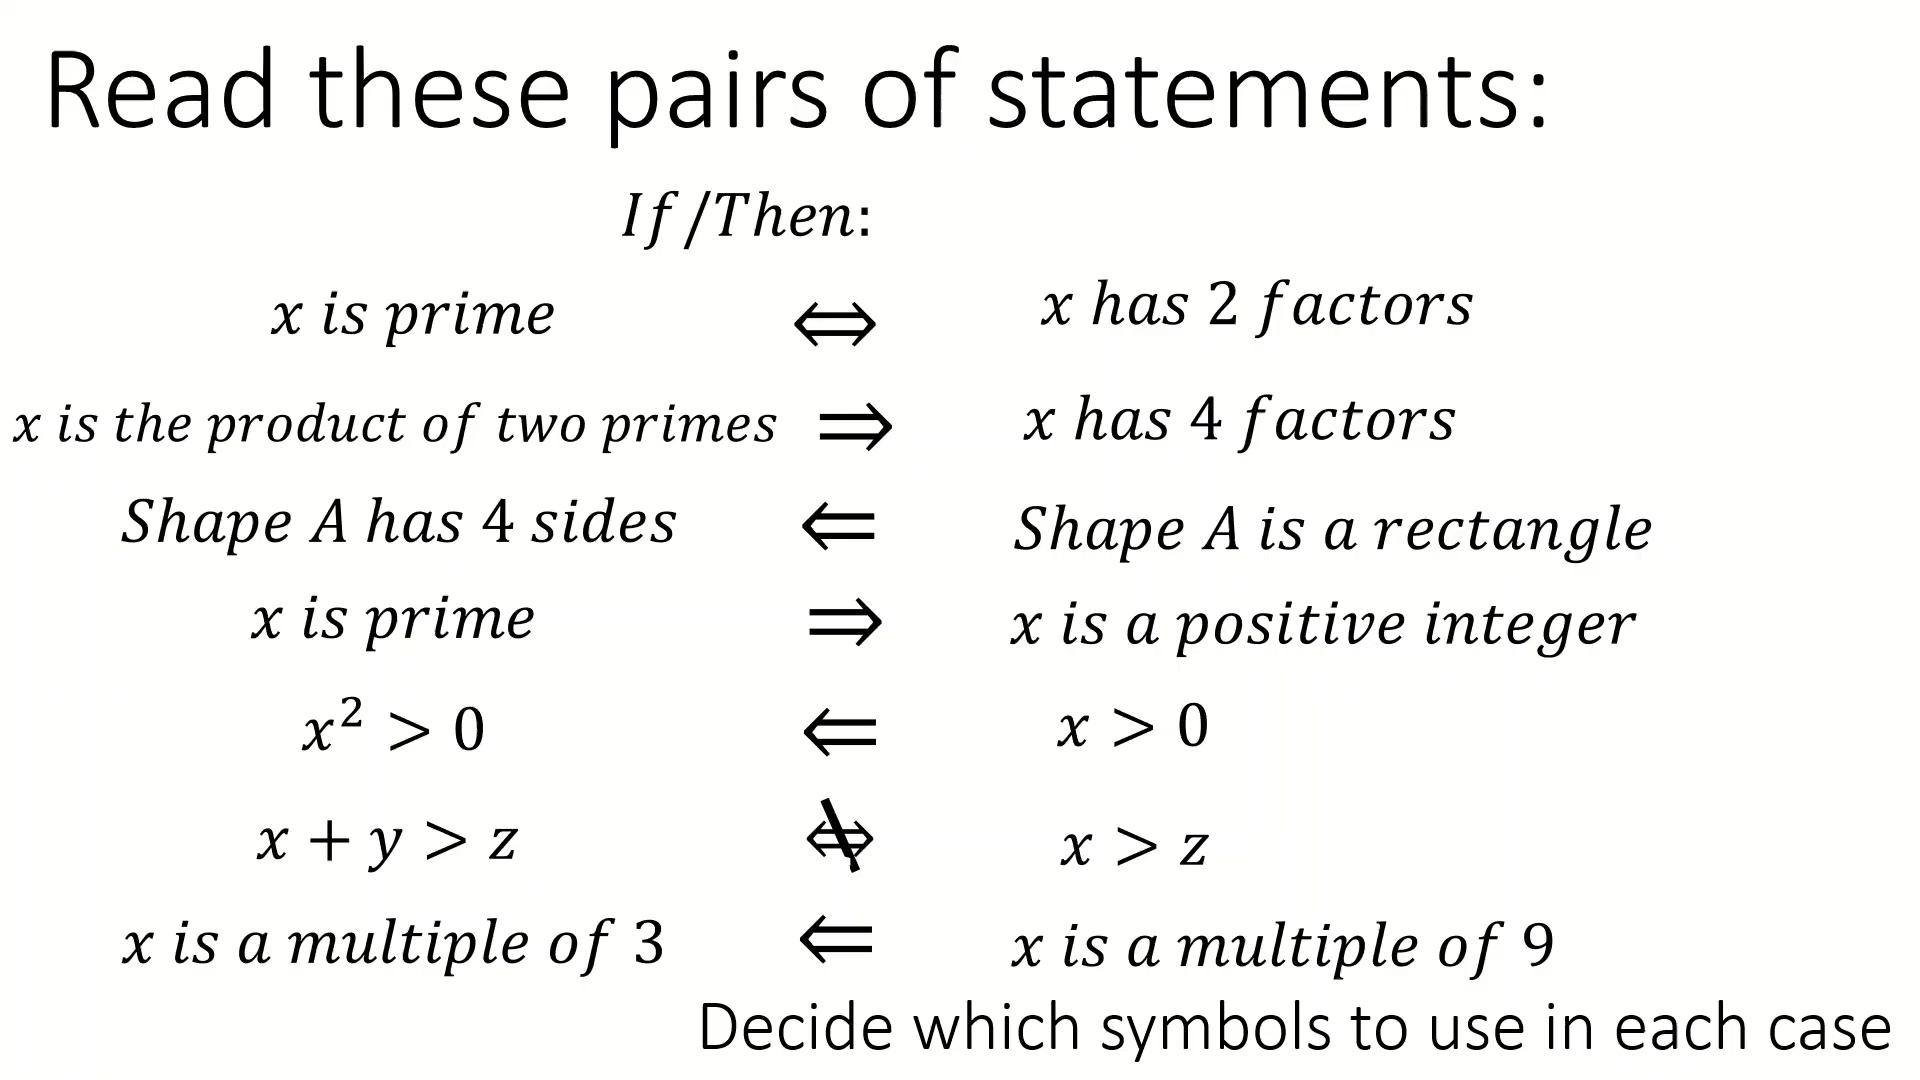 Read these pairs of statements:
If/Then:
x is prime ⇔ x has 2 factors
x is the product of two primes ⇒ x has 4 factors
Shape A has 4 sides ⇐ Shape A is a rectangle
x is prime ⇒ x is a positive integer
x² > 0 ⇐ x > 0
x + y > z ⇎ x > z
x is a multiple of 3 ⇐ x is a multiple of 9
Decide which symbols to use in each case